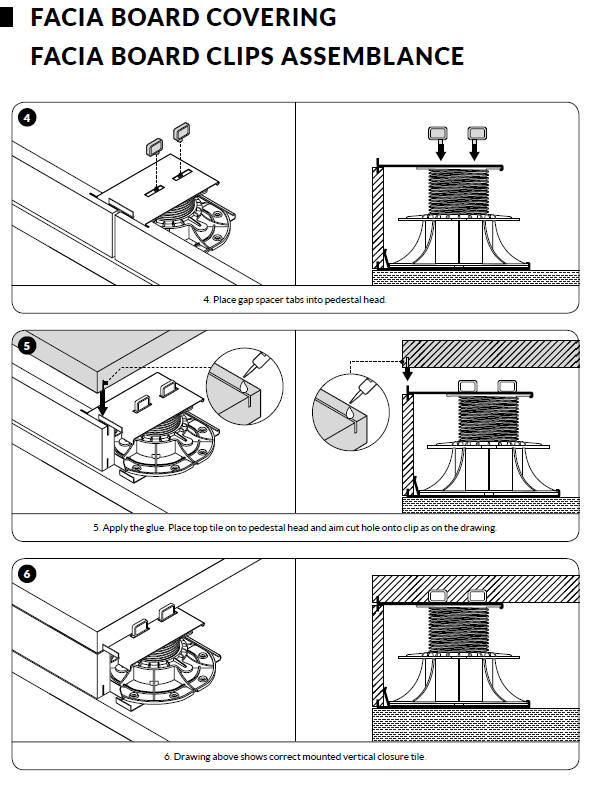 FACIA BOARD COVERING
FACIA BOARD CLIPS ASSEMBLANCE
4
4. Place gap spacer tabs into pedestal head.
5
5. Apply the glue. Place top tile on to pedestal head and aim cut hole onto clip as on the drawing.
6
6. Drawing above shows correct mounted vertical closure tile.